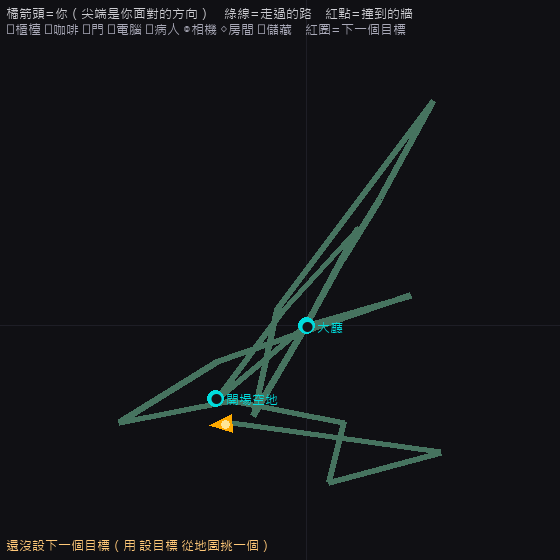 橘箭頭=你（尖端是你面對的方向） 綠線=走過的路 紅點=撞到的牆
櫃檯 咖啡 門 電腦 病人 相機 ◇房間 儲藏 紅圈=下一個目標
大廳
開場空地
還沒設下一個目標（用 設目標 從地圖挑一個）